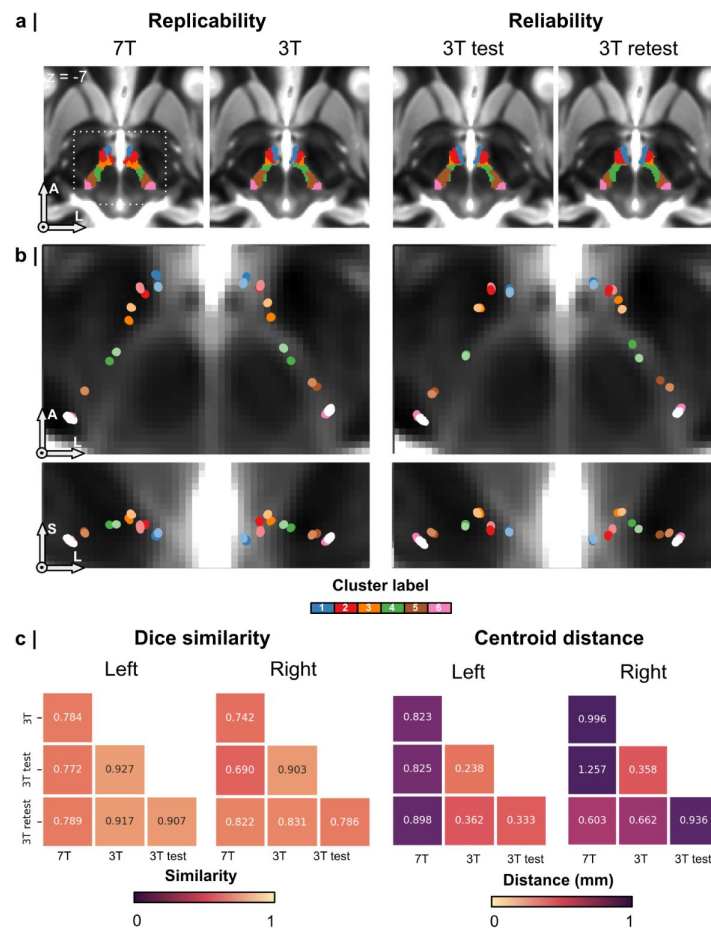 a | Replicability Reliability
7T 3T 3T test 3T retest
z = -7
A
L
b |
A
L
S
L
Cluster label
1 2 3 4 5 6
c | Dice similarity Centroid distance
Left Right Left Right
3T 0.784 0.742 0.823 0.996
3T test 0.772 0.927 0.690 0.903 0.825 0.238 1.257 0.358
3T retest 0.789 0.917 0.907 0.822 0.831 0.786 0.898 0.362 0.333 0.603 0.662 0.936
7T 3T 3T test 7T 3T 3T test 7T 3T 3T test 7T 3T 3T test
Similarity Distance (mm)
0 1 0 1